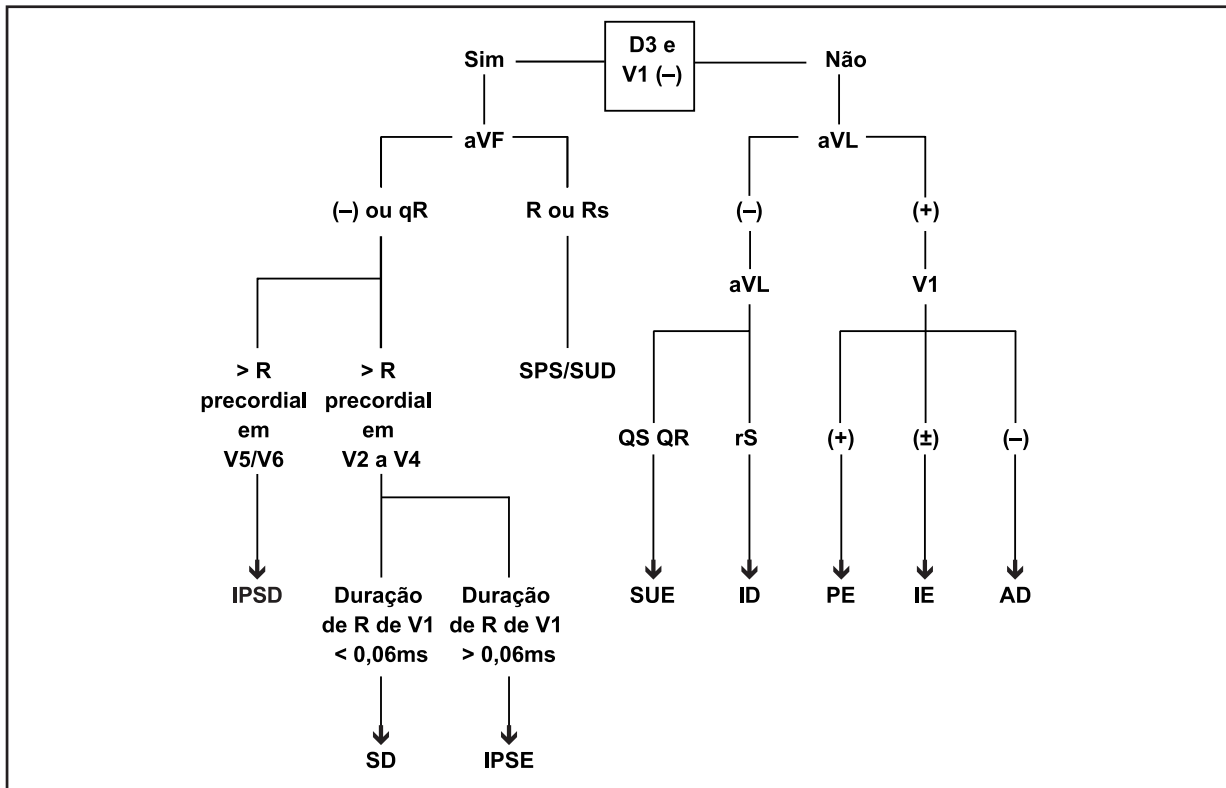 D3 e
V1 (–)
Sim
Não
aVF
aVL
(–) ou qR
R ou Rs
(–)
(+)
aVL
V1
> R
precordial
em
V5/V6
> R
precordial
em
V2 a V4
SPS/SUD
QS QR
rS
(+)
(±)
(–)
IPSD
Duração
de R de V1
< 0,06ms
Duração
de R de V1
> 0,06ms
SUE
ID
PE
IE
AD
SD
IPSE